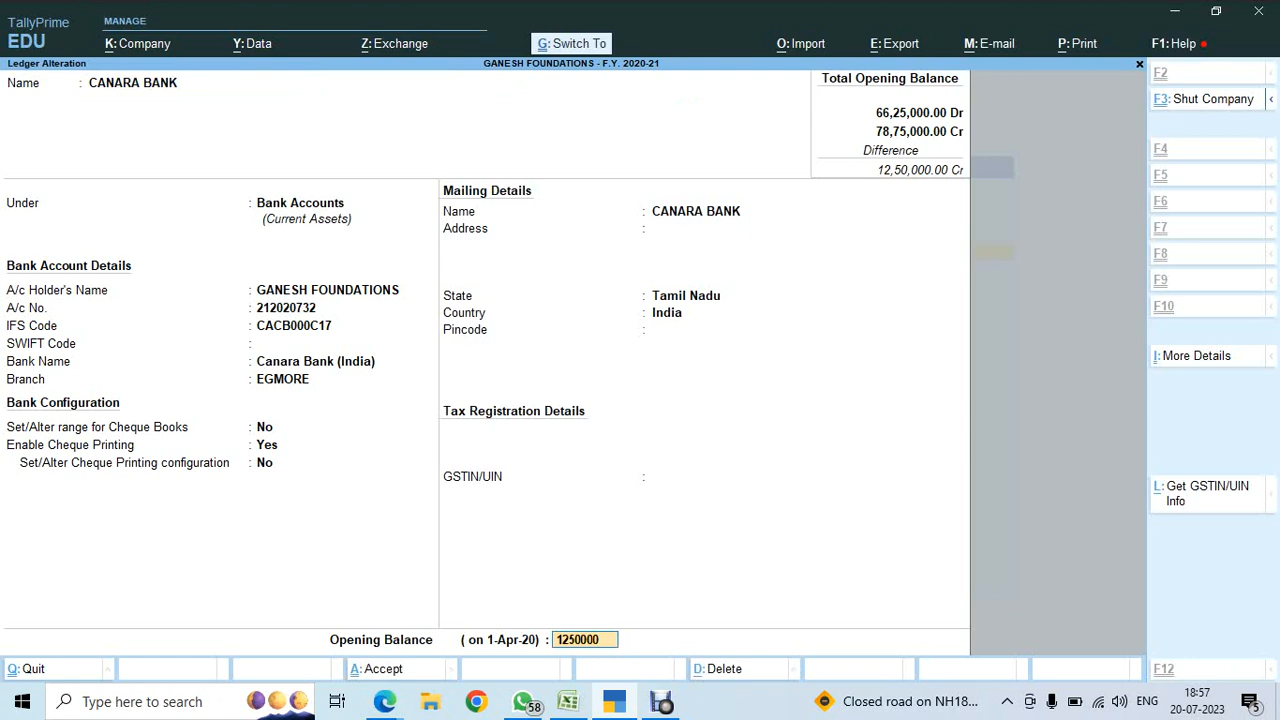 TallyPrime
EDU
MANAGE
K: Company
Y: Data
Z: Exchange
G: Switch To
O: Import
E: Export
M: E-mail
P: Print
F1: Help
Ledger Alteration
GANESH FOUNDATIONS - F.Y. 2020-21
Name : CANARA BANK
Total Opening Balance
66,25,000.00 Dr
78,75,000.00 Cr
Difference
12,50,000.00 Cr
Under : Bank Accounts
(Current Assets)
Bank Account Details
A/c Holder's Name : GANESH FOUNDATIONS
A/c No. : 212020732
IFS Code : CACB000C17
SWIFT Code :
Bank Name : Canara Bank (India)
Branch : EGMORE
Bank Configuration
Set/Alter range for Cheque Books : No
Enable Cheque Printing : Yes
Set/Alter Cheque Printing configuration : No
Mailing Details
Name : CANARA BANK
Address :
State : Tamil Nadu
Country : India
Pincode :
Tax Registration Details
GSTIN/UIN :
Opening Balance ( on 1-Apr-20) : 1250000
F2
F3: Shut Company
F4
F5
F6
F7
F8
F9
F10
I: More Details
L: Get GSTIN/UIN
Info
F12
Q: Quit
A: Accept
D: Delete
Type here to search
58
Closed road on NH18...
ENG
18:57
20-07-2023
5